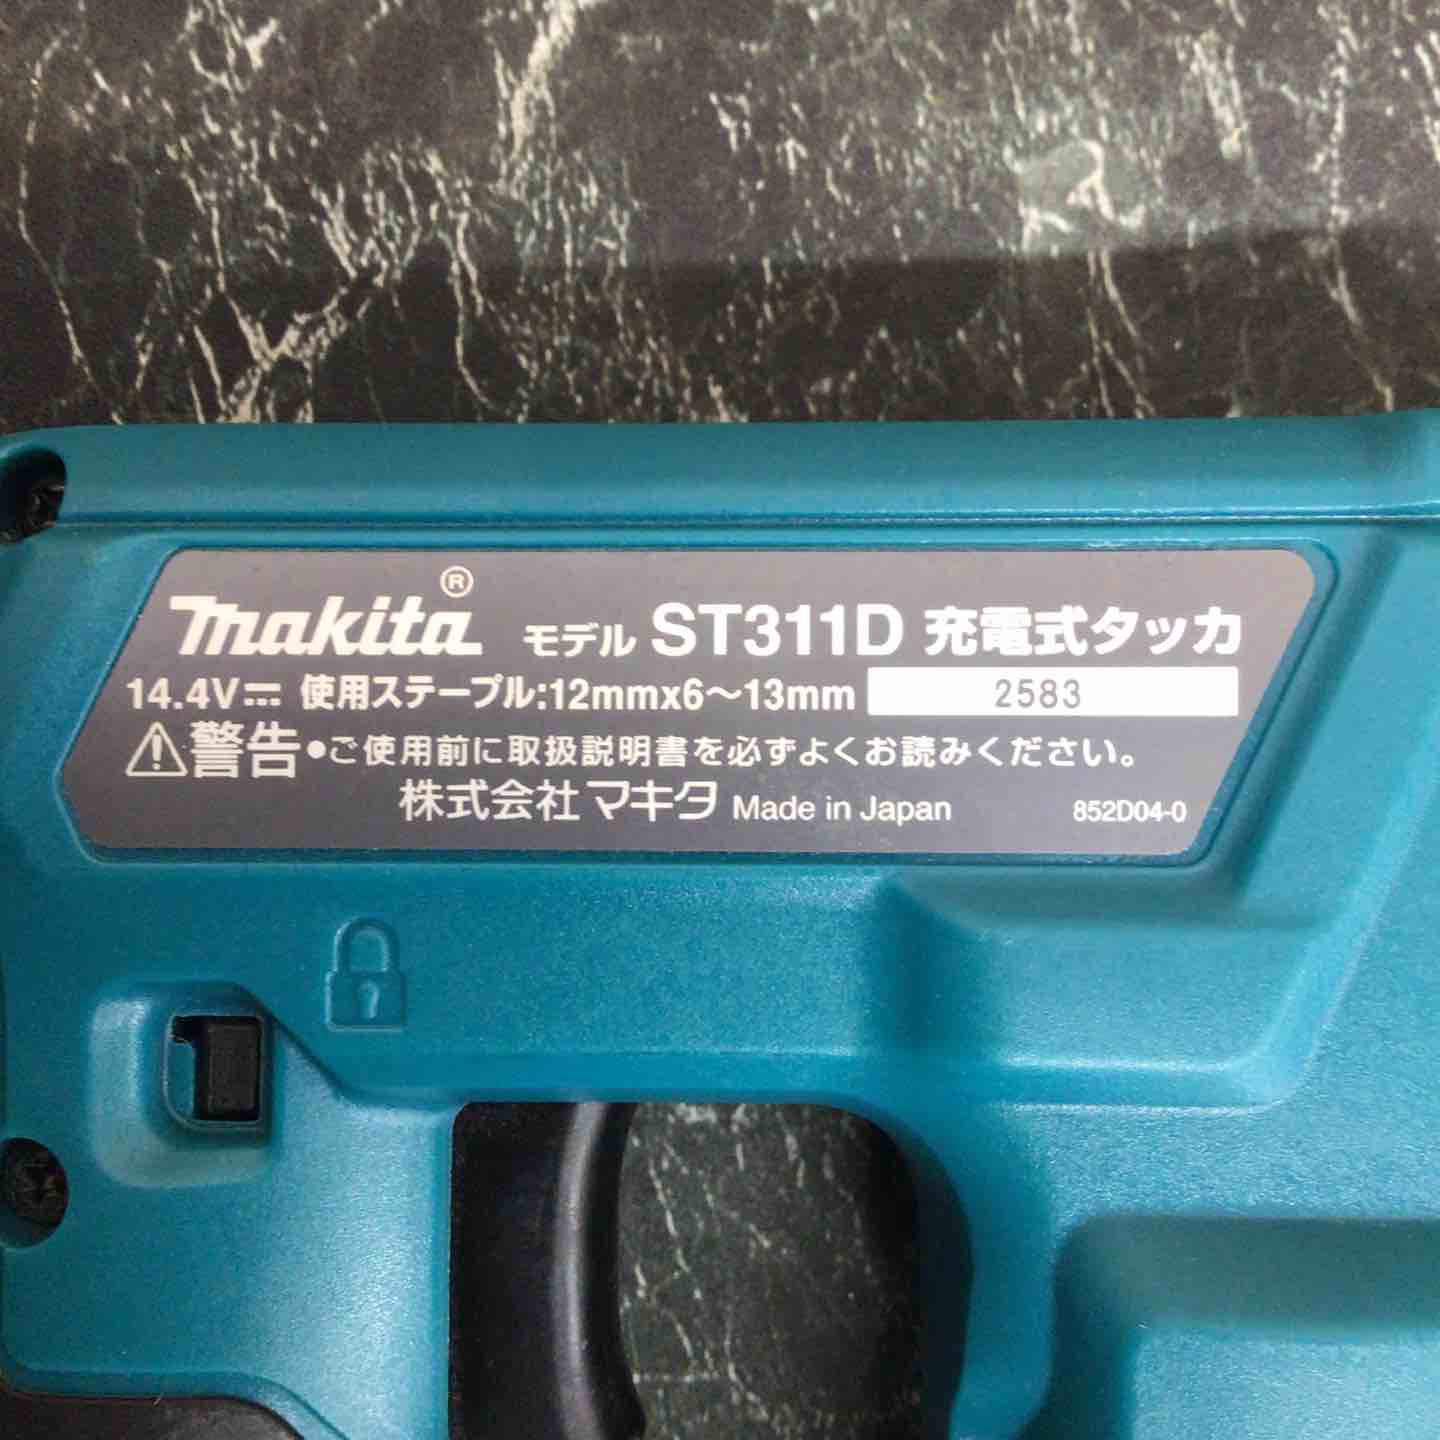 makita® モデル ST311D 充電式タッカ
14.4V⎓ 使用ステープル:12mmx6～13mm 2583
⚠警告●ご使用前に取扱説明書を必ずよくお読みください。
株式会社マキタ Made in Japan 852D04-0